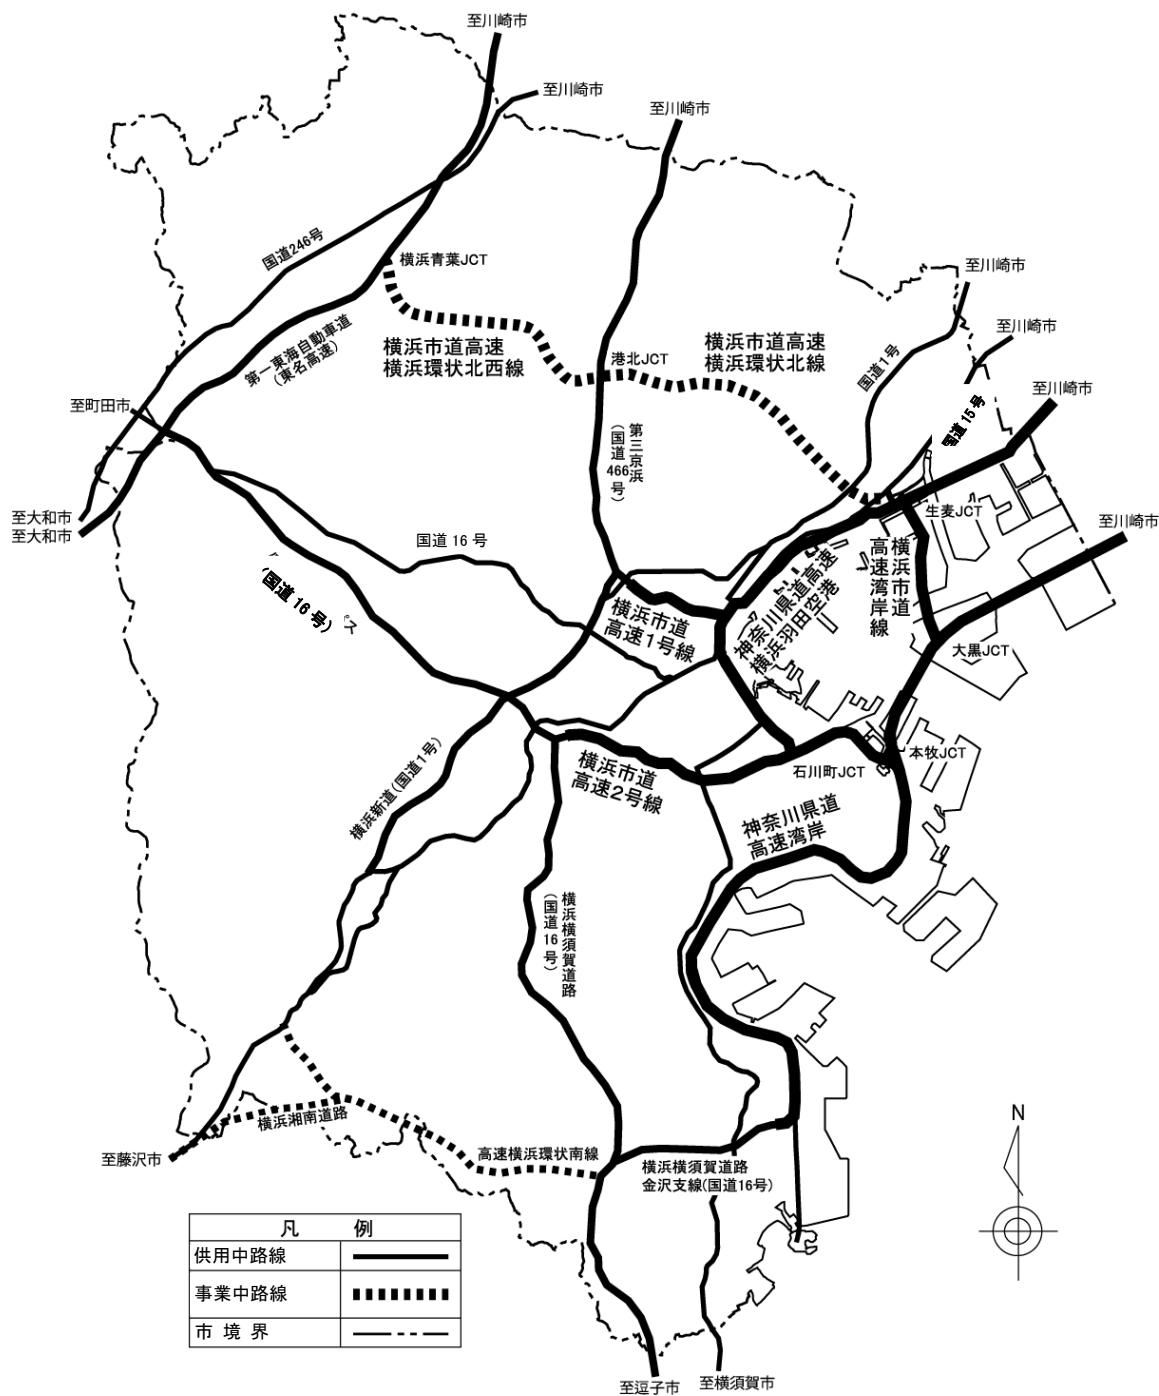 至川崎市
至川崎市
至川崎市
国道246号
横浜青葉JCT
至川崎市
至川崎市
第一東海自動車道
(東名高速)
横浜市道高速
横浜環状北西線
港北JCT
横浜市道高速
横浜環状北線
国道1号
至川崎市
至町田市
国道 15 号
第三京浜
(国道466号)
至大和市
至大和市
国道 16 号
生麦JCT
至川崎市
(国道 16 号)
パス
横浜市道
高速1号線
神奈川県道高速
横浜羽田空港
横浜市道
高速湾岸線
大黒JCT
横浜新道(国道1号)
横浜市道
高速2号線
石川町JCT
本牧JCT
神奈川県道
高速湾岸
横浜横須賀道路
(国道16号)
横浜湘南道路
至藤沢市
高速横浜環状南線
横浜横須賀道路
金沢支線(国道16号)
N
凡 例
供用中路線
事業中路線
市 境 界
至逗子市
至横須賀市